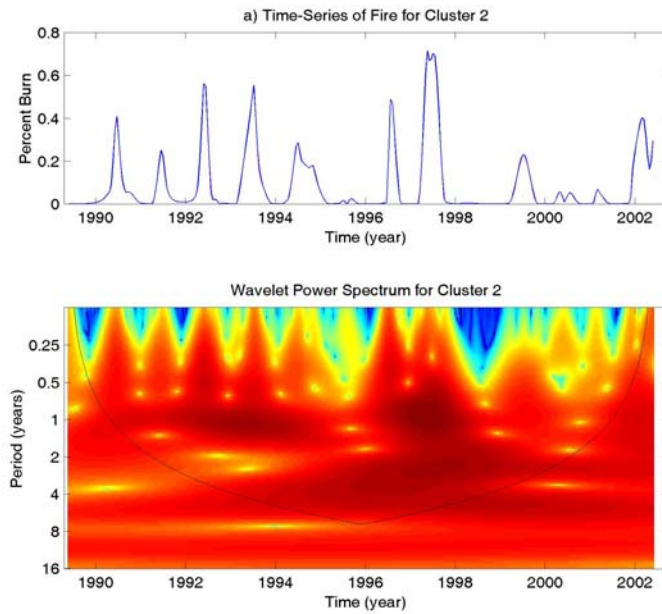 a) Time-Series of Fire for Cluster 2
0.8
0.6
0.4
0.2
0
Percent Burn
1990 1992 1994 1996 1998 2000 2002
Time (year)
Wavelet Power Spectrum for Cluster 2
0.25
0.5
1
2
4
8
16
Period (years)
1990 1992 1994 1996 1998 2000 2002
Time (year)